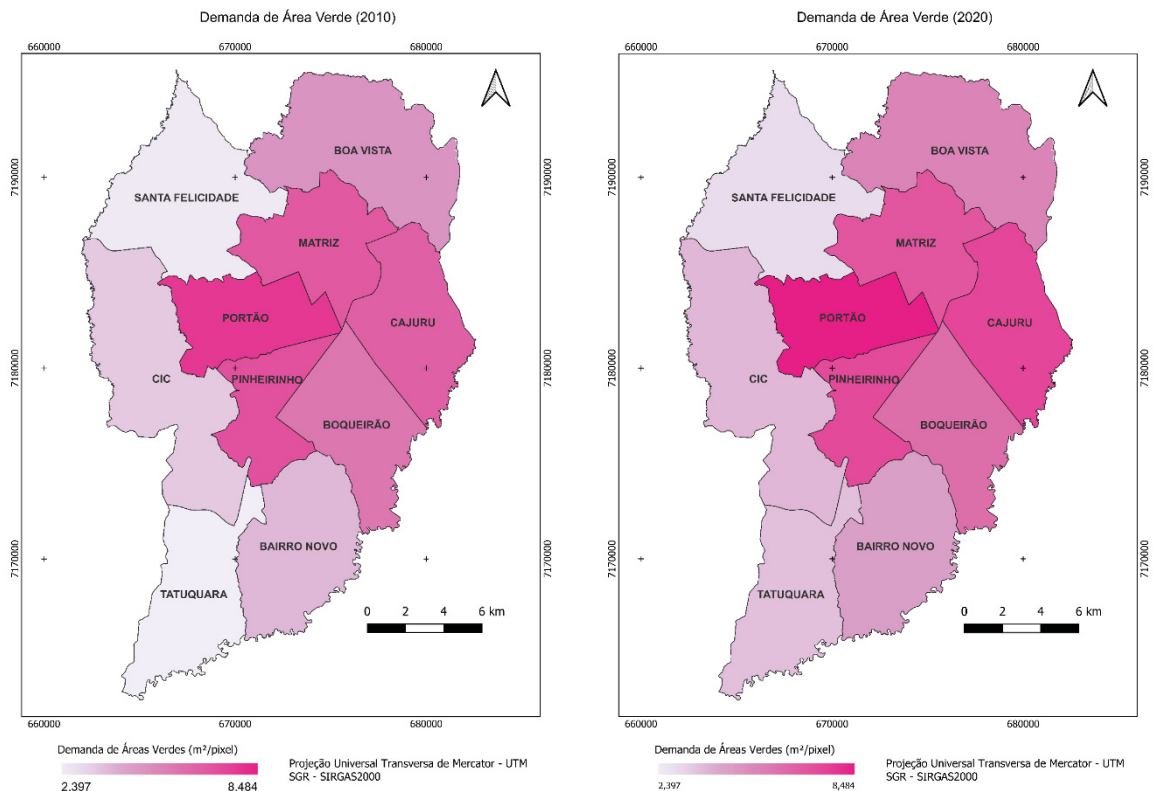 Demanda de Área Verde (2010)
660000 670000 680000
7190000 7190000
7180000 7180000
7170000 7170000
BOA VISTA
SANTA FELICIDADE
MATRIZ
PORTÃO
CAJURU
CIC
PINHEIRINHO
BOQUEIRÃO
BAIRRO NOVO
TATUQUARA
0 2 4 6 km
660000 670000 680000
Demanda de Áreas Verdes (m²/pixel)
2.397 8.484
Projeção Universal Transversa de Mercator - UTM
SGR - SIRGAS2000
Demanda de Área Verde (2020)
660000 670000 680000
7190000 7190000
7180000 7180000
7170000 7170000
BOA VISTA
SANTA FELICIDADE
MATRIZ
PORTÃO
CAJURU
CIC
PINHEIRINHO
BOQUEIRÃO
BAIRRO NOVO
TATUQUARA
0 2 4 6 km
660000 670000 680000
Demanda de Áreas Verdes (m²/pixel)
2,397 8,484
Projeção Universal Transversa de Mercator - UTM
SGR - SIRGAS2000